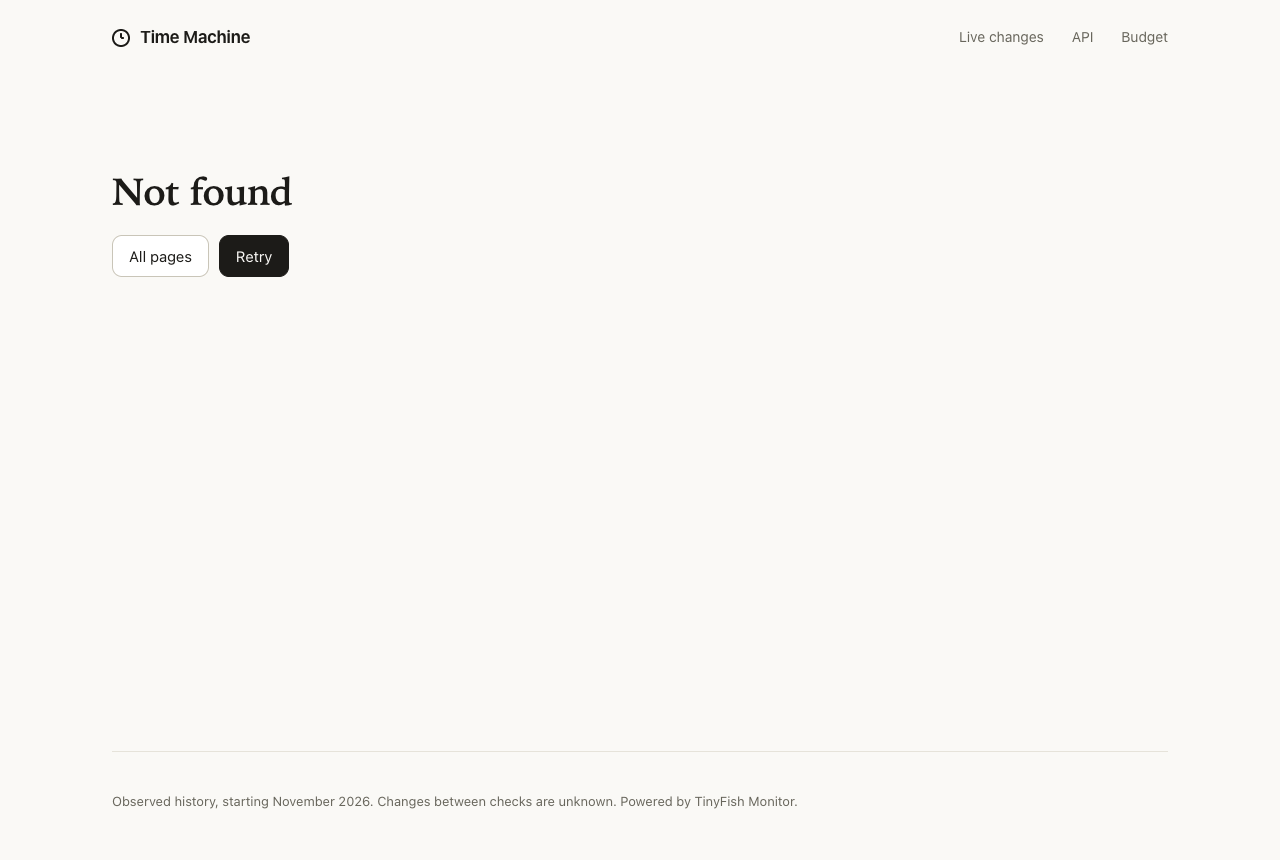 Time Machine
Live changes
API
Budget
Not found
All pages
Retry
Observed history, starting November 2026. Changes between checks are unknown. Powered by TinyFish Monitor.